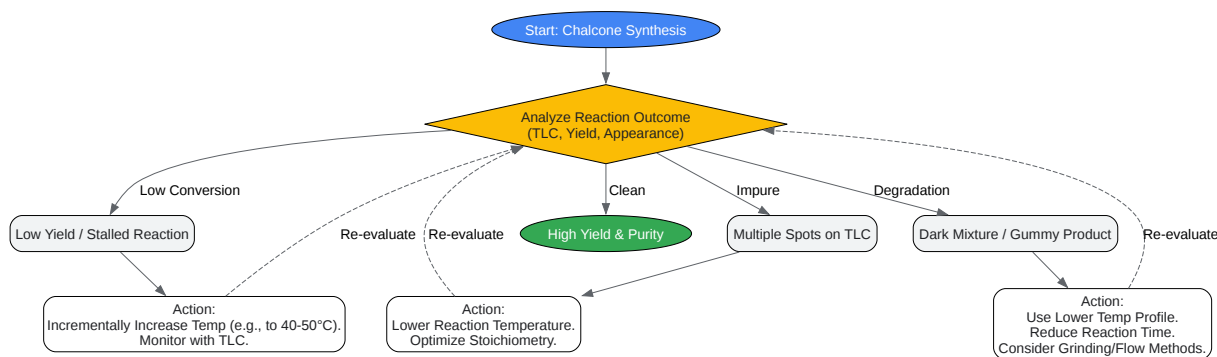 Start: Chalcone Synthesis
Analyze Reaction Outcome
(TLC, Yield, Appearance)
Low Conversion
Clean
Impure
Degradation
Low Yield / Stalled Reaction
Re-evaluate
Re-evaluate
High Yield & Purity
Multiple Spots on TLC
Dark Mixture / Gummy Product
Re-evaluate
Action:
Incrementally Increase Temp (e.g., to 40-50°C).
Monitor with TLC.
Action:
Lower Reaction Temperature.
Optimize Stoichiometry.
Action:
Use Lower Temp Profile.
Reduce Reaction Time.
Consider Grinding/Flow Methods.